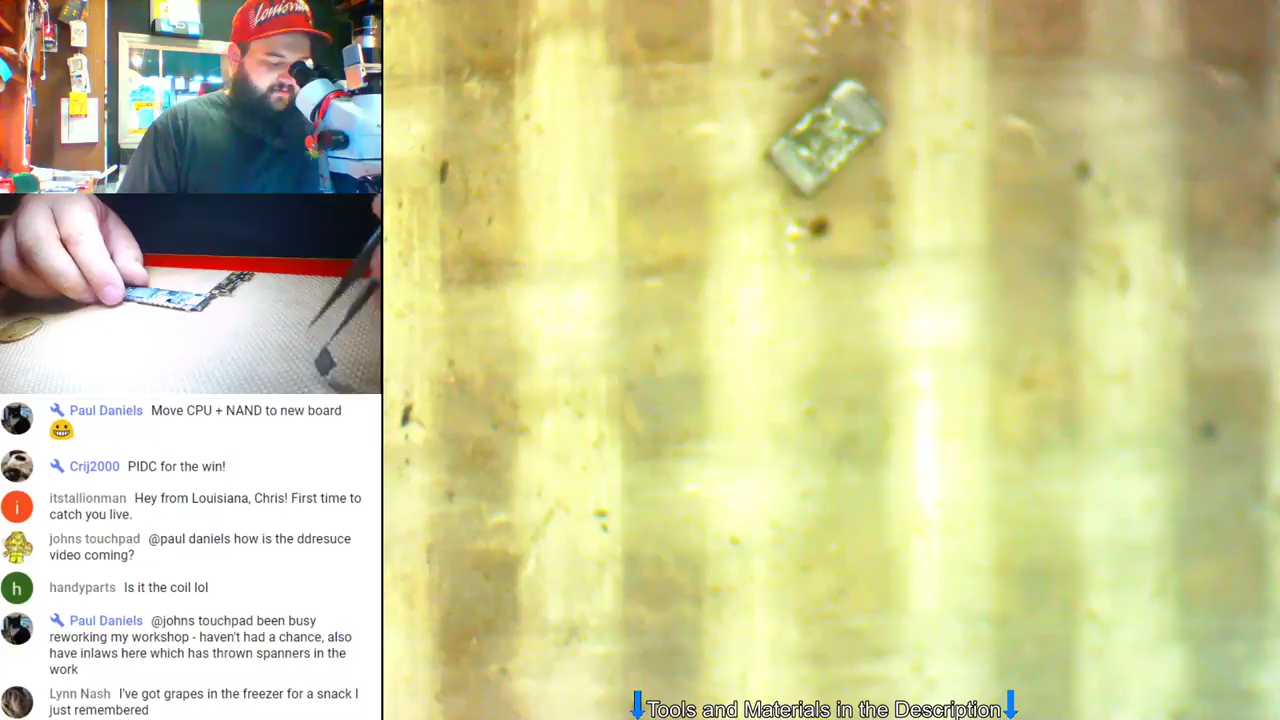 Louisville
Paul Daniels Move CPU + NAND to new board
Crij2000 PIDC for the win!
itstallionman Hey from Louisiana, Chris! First time to
catch you live.
johns touchpad @paul daniels how is the ddresuce
video coming?
handyparts Is it the coil lol
Paul Daniels @johns touchpad been busy
reworking my workshop - haven't had a chance, also
have inlaws here which has thrown spanners in the
work
Lynn Nash I've got grapes in the freezer for a snack I
just remembered
Tools and Materials in the Description